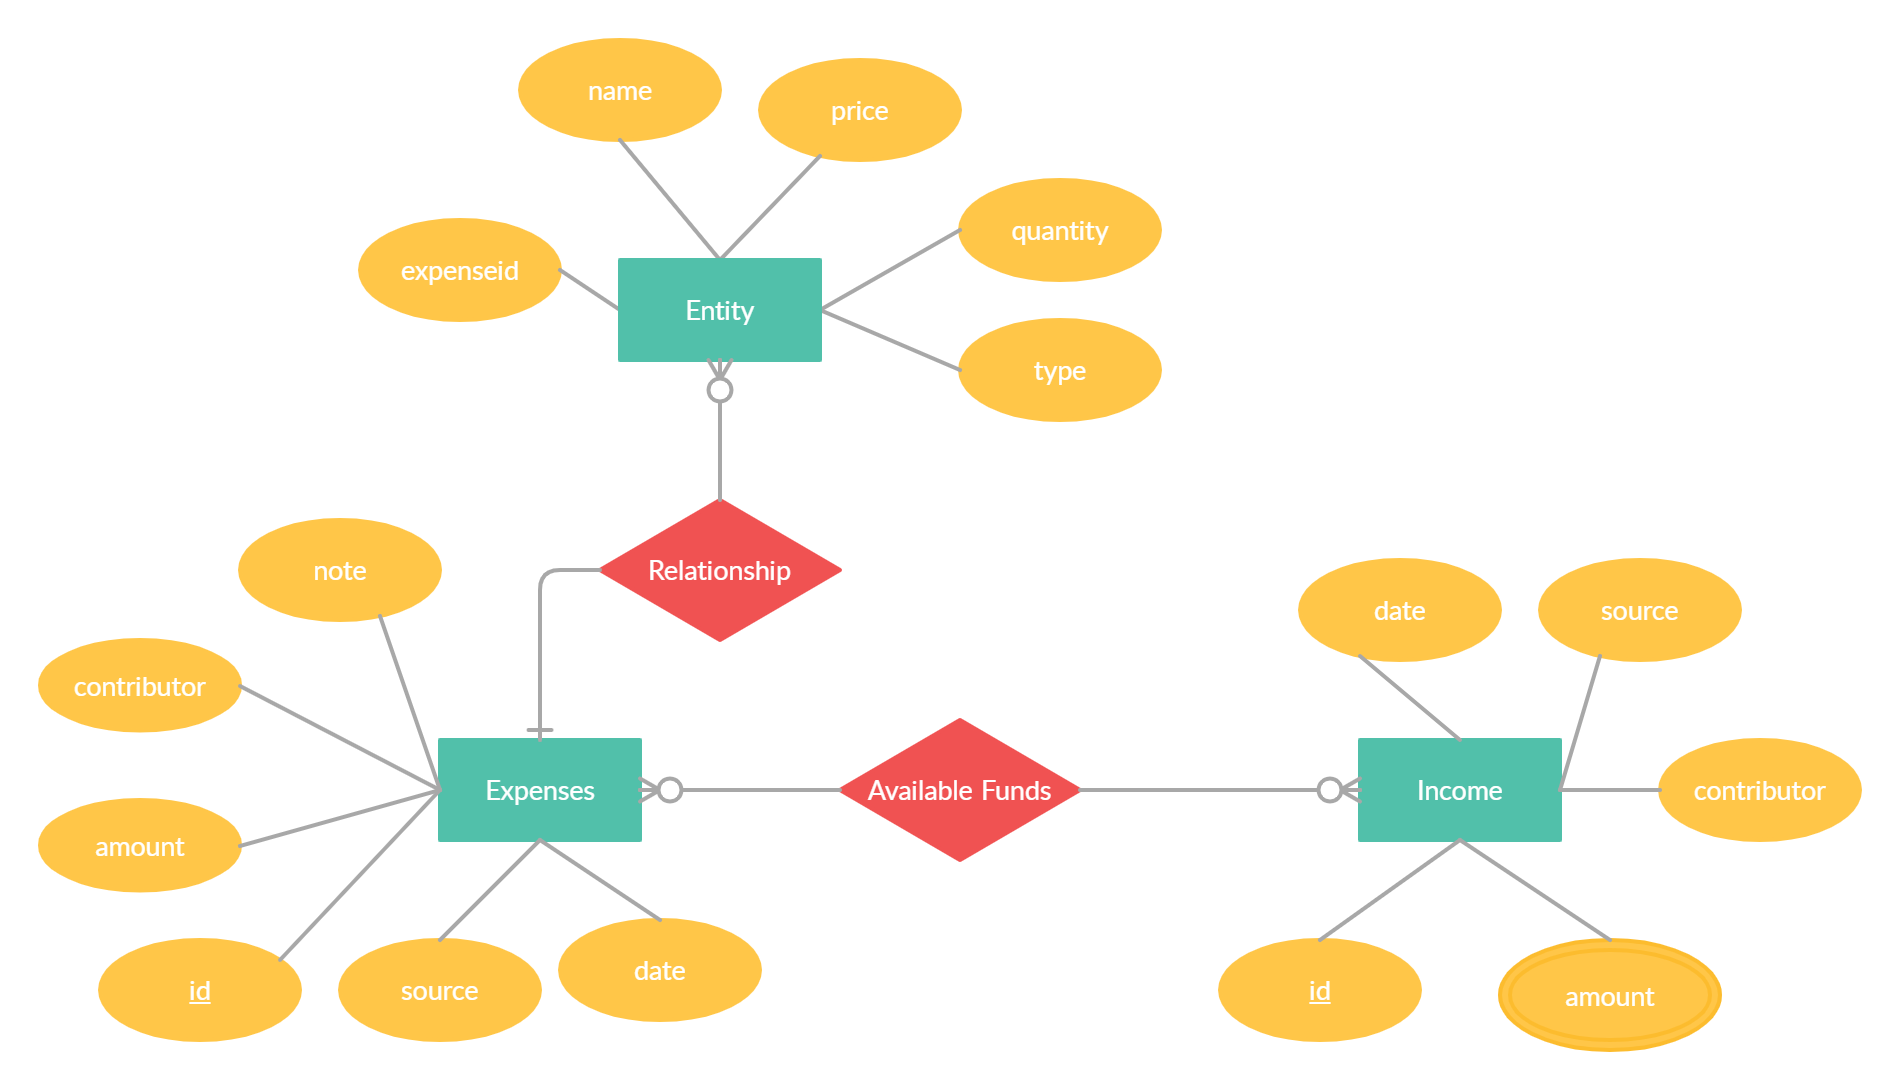 name
price
quantity
expenseid
Entity
type
note
Relationship
date
source
contributor
Expenses
Available Funds
Income
contributor
amount
id
source
date
id
amount